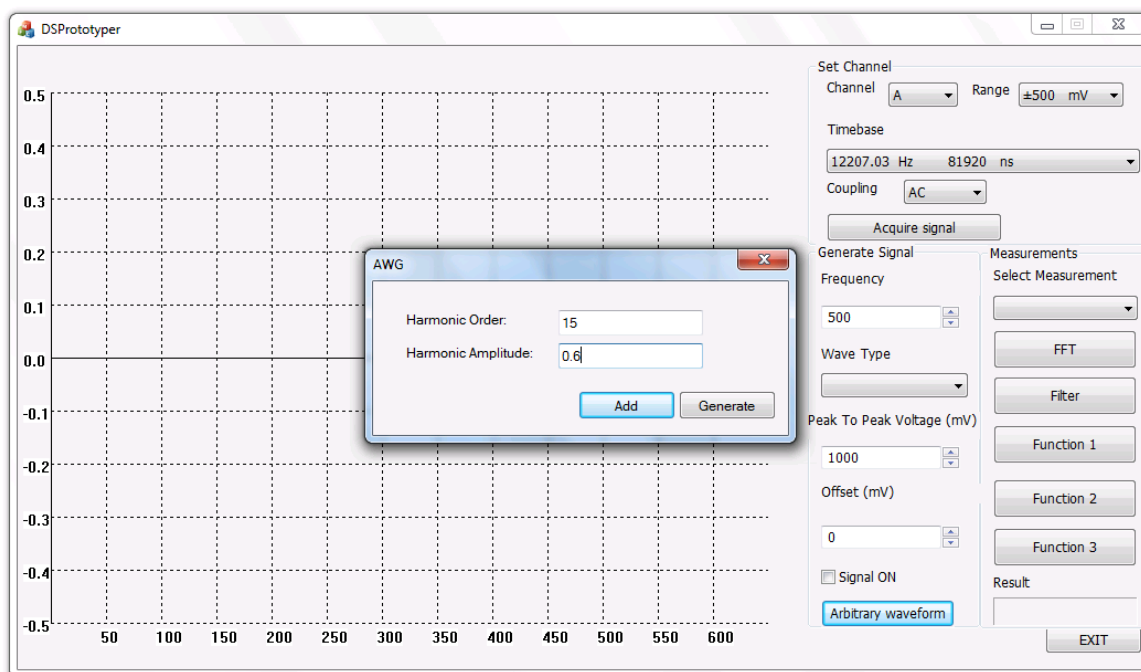 DSPrototyper
0.5
0.4
0.3
0.2
0.1
0.0
-0.1
-0.2
-0.3
-0.4
-0.5
50 100 150 200 250 300 350 400 450 500 550 600
AWG
Harmonic Order: 15
Harmonic Amplitude: 0.6
Add Generate
Set Channel
Channel A Range ±500 mV
Timebase
12207.03 Hz 81920 ns
Coupling AC
Acquire signal
Generate Signal
Frequency
500
Wave Type
Peak To Peak Voltage (mV)
1000
Offset (mV)
0
Signal ON
Arbitrary waveform
Measurements
Select Measurement
FFT
Filter
Function 1
Function 2
Function 3
Result
EXIT